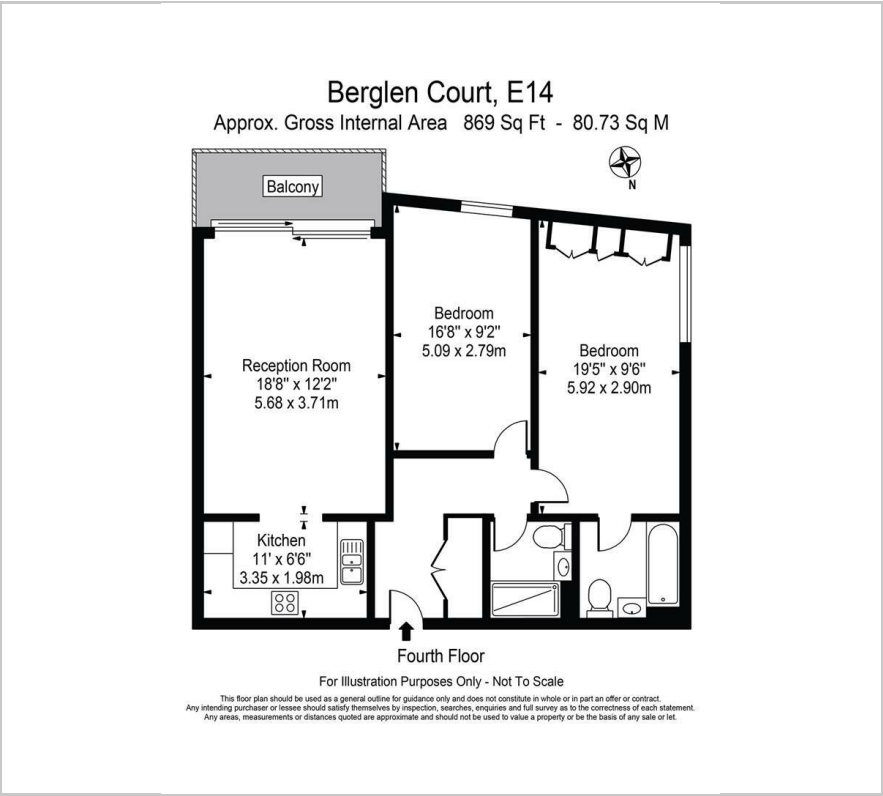 Berglen Court, E14
Approx. Gross Internal Area 869 Sq Ft - 80.73 Sq M
N
Balcony
Bedroom
16'8" x 9'2"
5.09 x 2.79m
Bedroom
19'5" x 9'6"
5.92 x 2.90m
Reception Room
18'8" x 12'2"
5.68 x 3.71m
Kitchen
11' x 6'6"
3.35 x 1.98m
Fourth Floor
For Illustration Purposes Only - Not To Scale
This floor plan should be used as a general outline for guidance only and does not constitute in whole or in part an offer or contract.
Any intending purchaser or lessee should satisfy themselves by inspection, searches, enquiries and full survey as to the correctness of each statement.
Any areas, measurements or distances quoted are approximate and should not be used to value a property or be the basis of any sale or let.